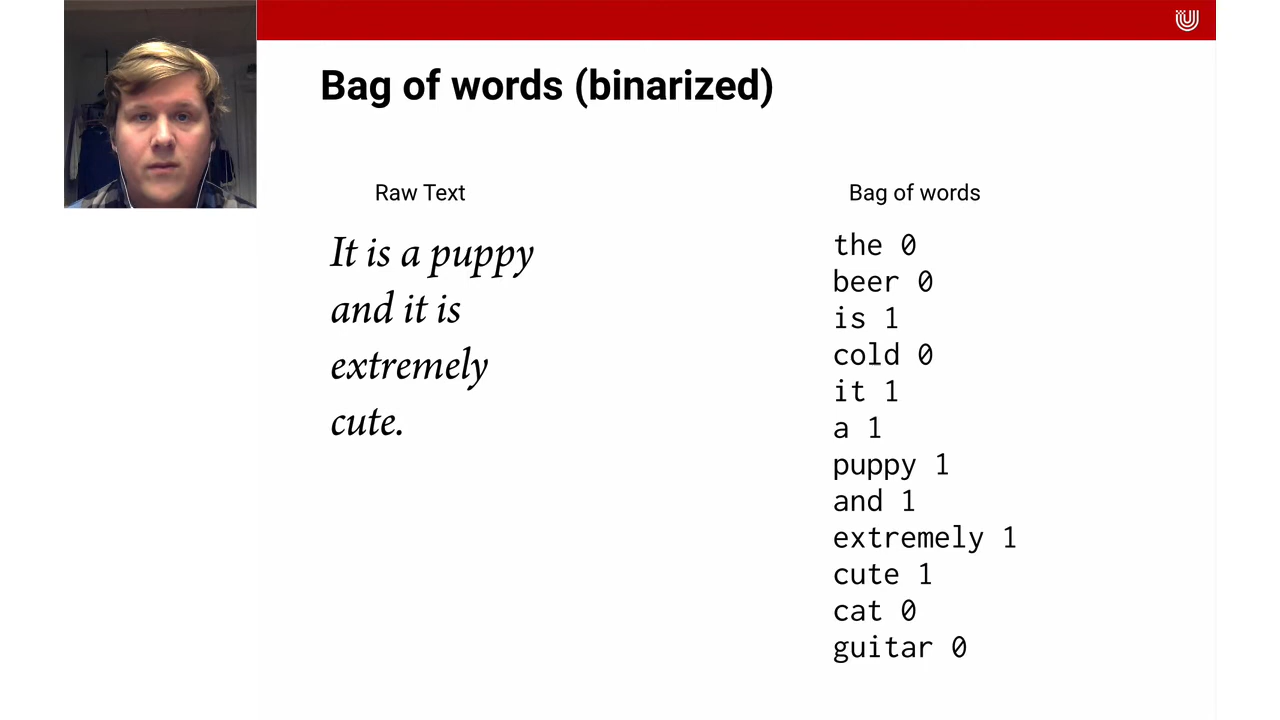 Bag of words (binarized)
Raw Text
It is a puppy
and it is
extremely
cute.
Bag of words
the 0
beer 0
is 1
cold 0
it 1
a 1
puppy 1
and 1
extremely 1
cute 1
cat 0
guitar 0